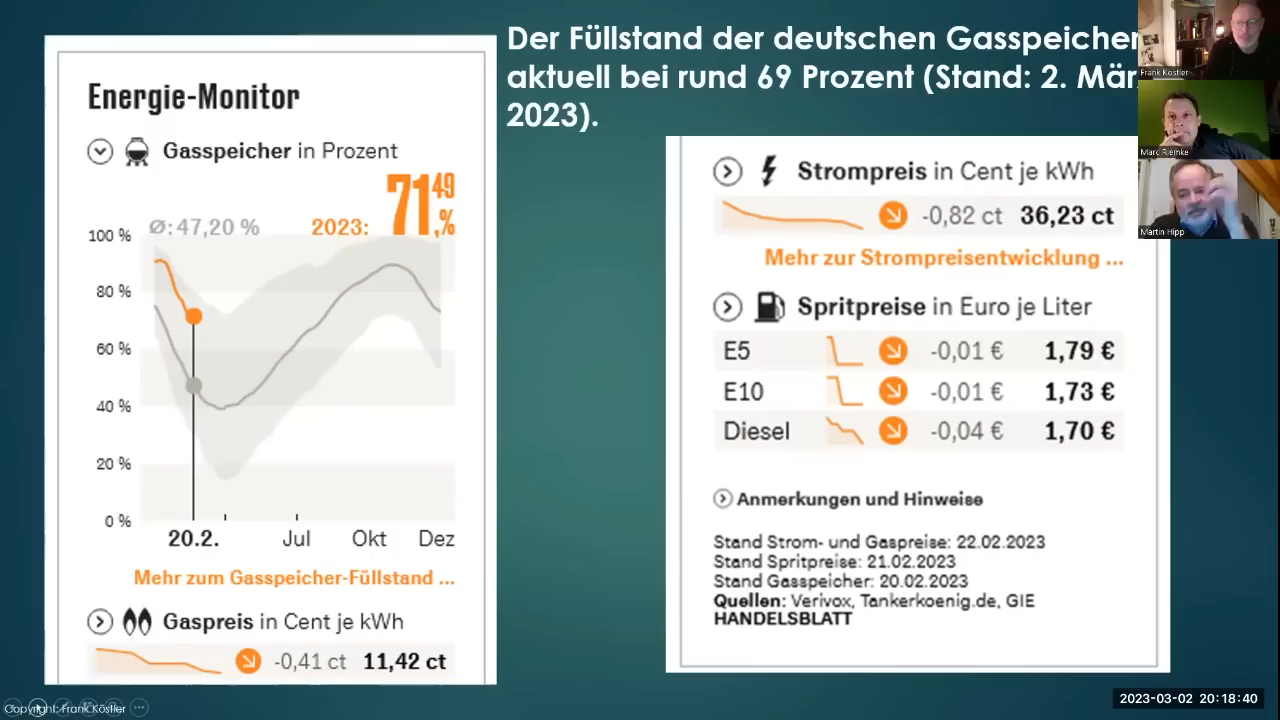 Der Füllstand der deutschen Gasspeicher
aktuell bei rund 69 Prozent (Stand: 2. Mär
2023).
Energie-Monitor
Gasspeicher in Prozent
Ø: 47,20 %
2023: 71,49 %
100 %
80 %
60 %
40 %
20 %
0 %
20.2. Jul Okt Dez
Mehr zum Gasspeicher-Füllstand ...
Gaspreis in Cent je kWh
-0,41 ct 11,42 ct
Strompreis in Cent je kWh
-0,82 ct 36,23 ct
Mehr zur Strompreisentwicklung ...
Spritpreise in Euro je Liter
E5 -0,01 € 1,79 €
E10 -0,01 € 1,73 €
Diesel -0,04 € 1,70 €
Anmerkungen und Hinweise
Stand Strom- und Gaspreise: 22.02.2023
Stand Spritpreise: 21.02.2023
Stand Gasspeicher: 20.02.2023
Quellen: Verivox, Tankerkoenig.de, GIE
HANDELSBLATT
Frank Köstler
Marc Riemke
Martin Hipp
Copyright: Frank Köstler
2023-03-02 20:18:40